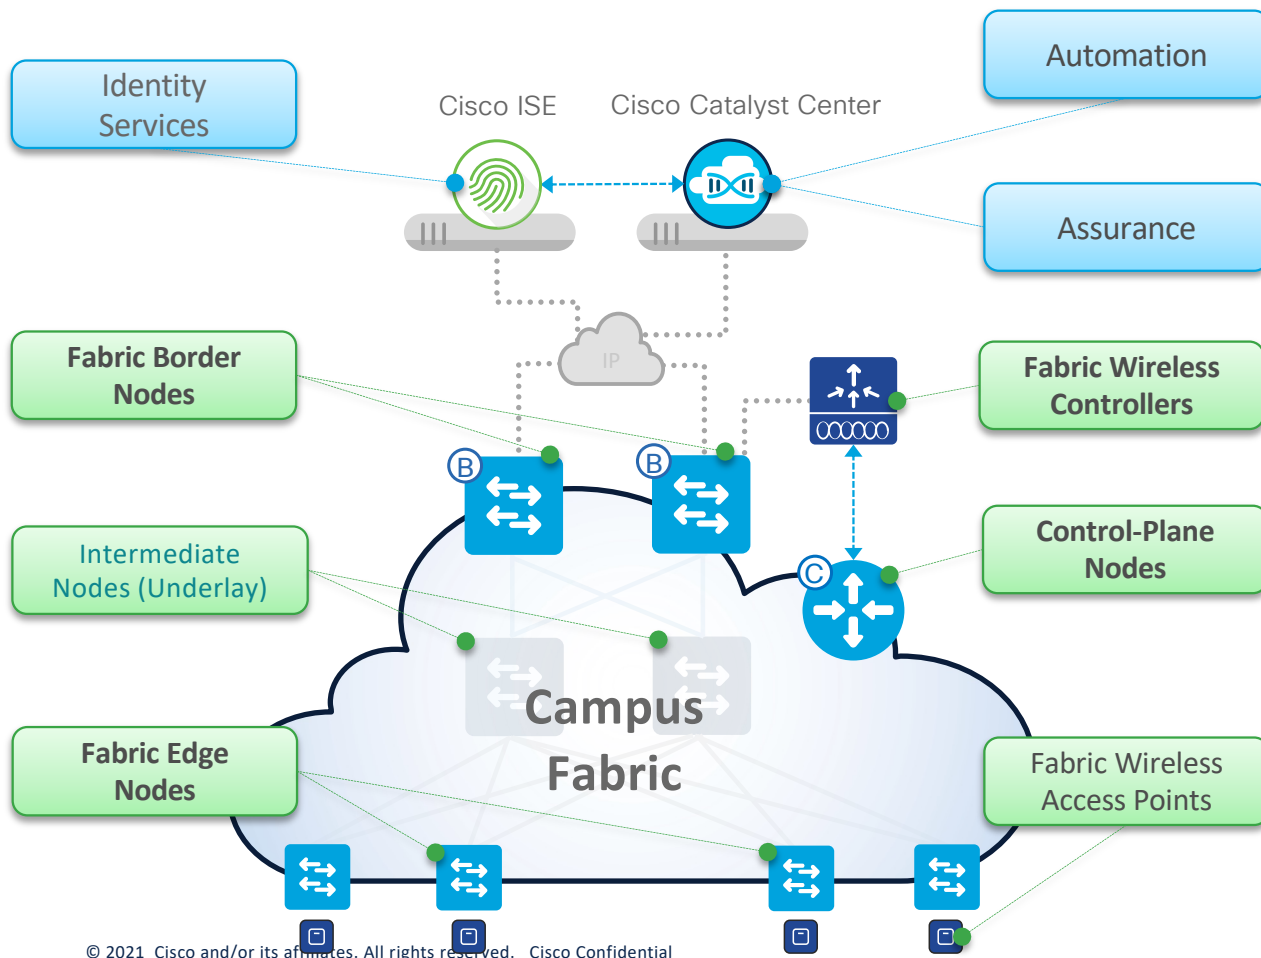 Automation
Identity
Services
Cisco ISE
Cisco Catalyst Center
Assurance
Fabric Border
Nodes
IP
Fabric Wireless
Controllers
B
B
Intermediate
Nodes (Underlay)
Control-Plane
Nodes
C
Campus
Fabric
Fabric Edge
Nodes
Fabric Wireless
Access Points
© 2021 Cisco and/or its affiliates. All rights reserved. Cisco Confidential